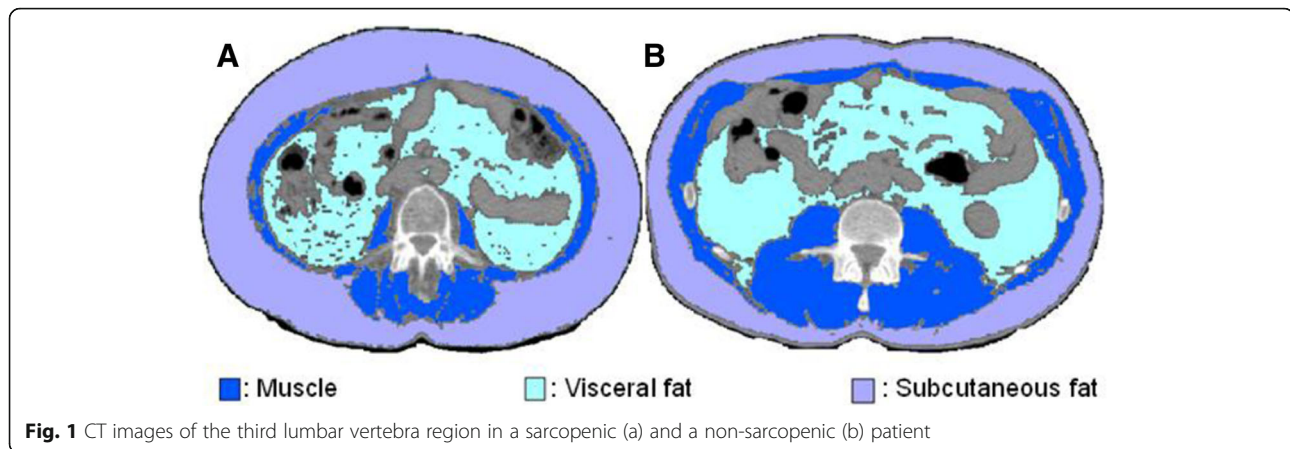 A
B
: Muscle : Visceral fat : Subcutaneous fat
Fig. 1 CT images of the third lumbar vertebra region in a sarcopenic (a) and a non-sarcopenic (b) patient